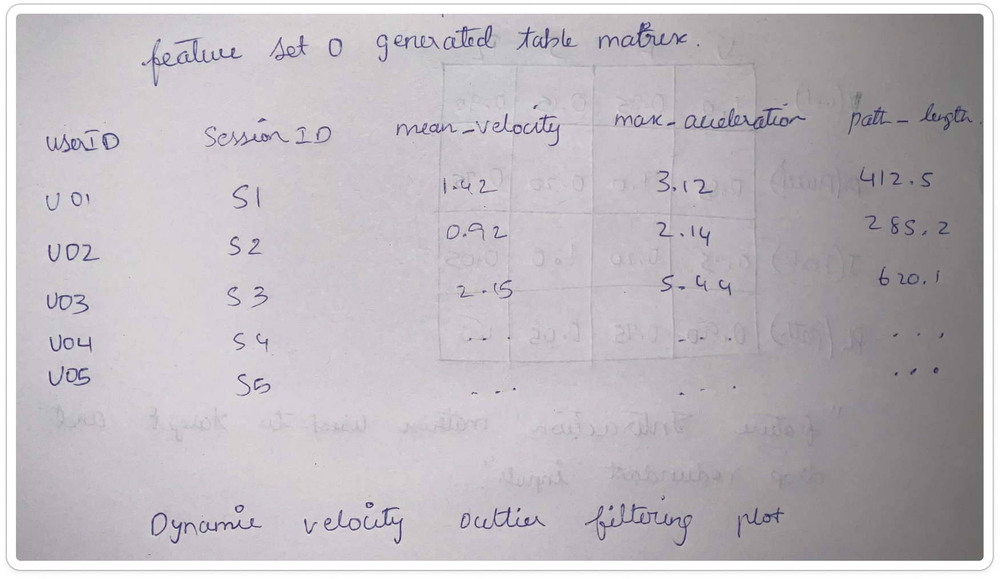 feature set 0 generated table matrix.
userID Session ID mean_velocity max_acceleration path_length.
U01 S1 1.42 3.12 412.5
U02 S2 0.92 2.14 285.2
U03 S3 2.15 5.44 620.1
U04 S4 ... ... ...
U05 S5 ... ... ...
Dynamic velocity outlier filtering plot